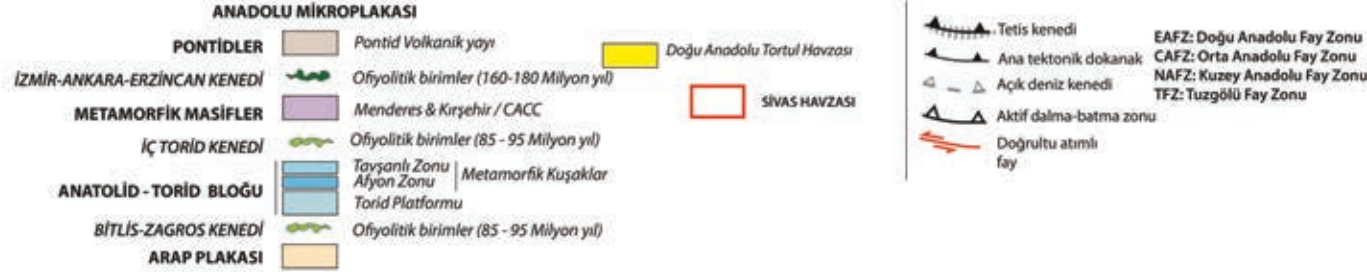 ANADOLU MİKROPLAKASI
PONTİDLER Pontid Volkanik yayı
İZMİR-ANKARA-ERZİNCAN KENEDİ Ofiyolitik birimler (160-180 Milyon yıl)
METAMORFİK MASİFLER Menderes & Kırşehir / CACC
İÇ TORİD KENEDİ Ofiyolitik birimler (85 - 95 Milyon yıl)
ANATOLİD - TORİD BLOĞU
Tavşanlı Zonu
Afyon Zonu
Metamorfik Kuşaklar
Torid Platformu
BİTLİS-ZAGROS KENEDİ Ofiyolitik birimler (85 - 95 Milyon yıl)
ARAP PLAKASI
Doğu Anadolu Tortul Havzası
SİVAS HAVZASI
Tetis kenedi
Ana tektonik dokanak
Açık deniz kenedi
Aktif dalma-batma zonu
Doğrultu atımlı
fay
EAFZ: Doğu Anadolu Fay Zonu
CAFZ: Orta Anadolu Fay Zonu
NAFZ: Kuzey Anadolu Fay Zonu
TFZ: Tuzgölü Fay Zonu